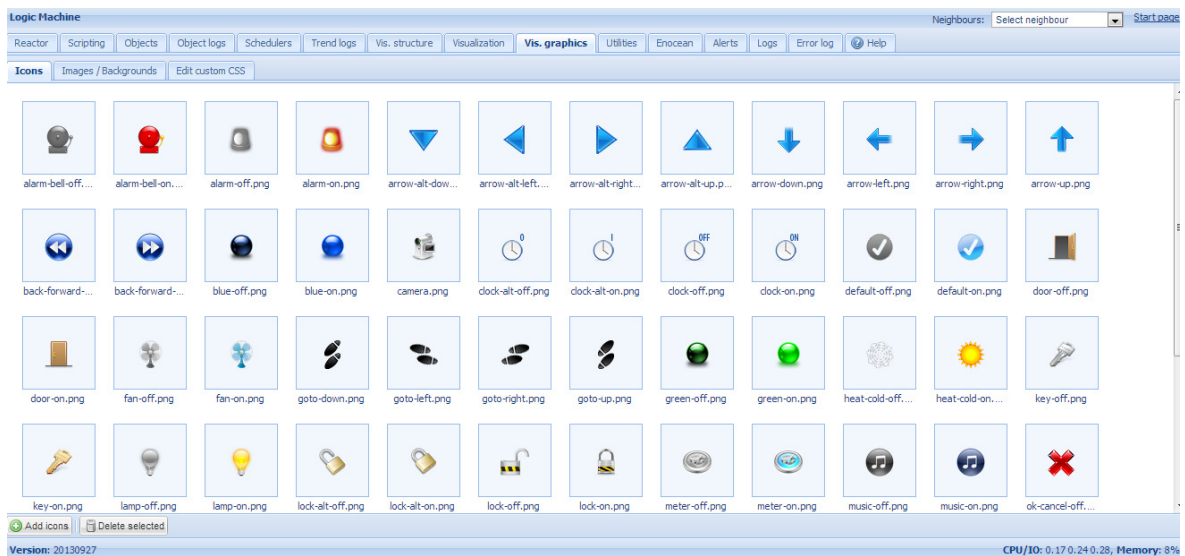 Logic Machine Neighbours: Select neighbour Start page
Reactor Scripting Objects Object logs Schedulers Trend logs Vis. structure Visualization Vis. graphics Utilities Enocean Alerts Logs Error log Help
Icons Images / Backgrounds Edit custom CSS
alarm-bell-off.... alarm-bell-on.... alarm-off.png alarm-on.png arrow-alt-dow... arrow-alt-left.... arrow-alt-right... arrow-alt-up.p... arrow-down.png arrow-left.png arrow-right.png arrow-up.png
0 I OFF ON
back-forward-... back-forward-... blue-off.png blue-on.png camera.png clock-alt-off.png clock-alt-on.png clock-off.png clock-on.png default-off.png default-on.png door-off.png
door-on.png fan-off.png fan-on.png goto-down.png goto-left.png goto-right.png goto-up.png green-off.png green-on.png heat-cold-off.... heat-cold-on.... key-off.png
key-on.png lamp-off.png lamp-on.png lock-alt-off.png lock-alt-on.png lock-off.png lock-on.png meter-off.png meter-on.png music-off.png music-on.png ok-cancel-off....
Add icons Delete selected
Version: 20130927 CPU/IO: 0.17 0.24 0.28, Memory: 8%